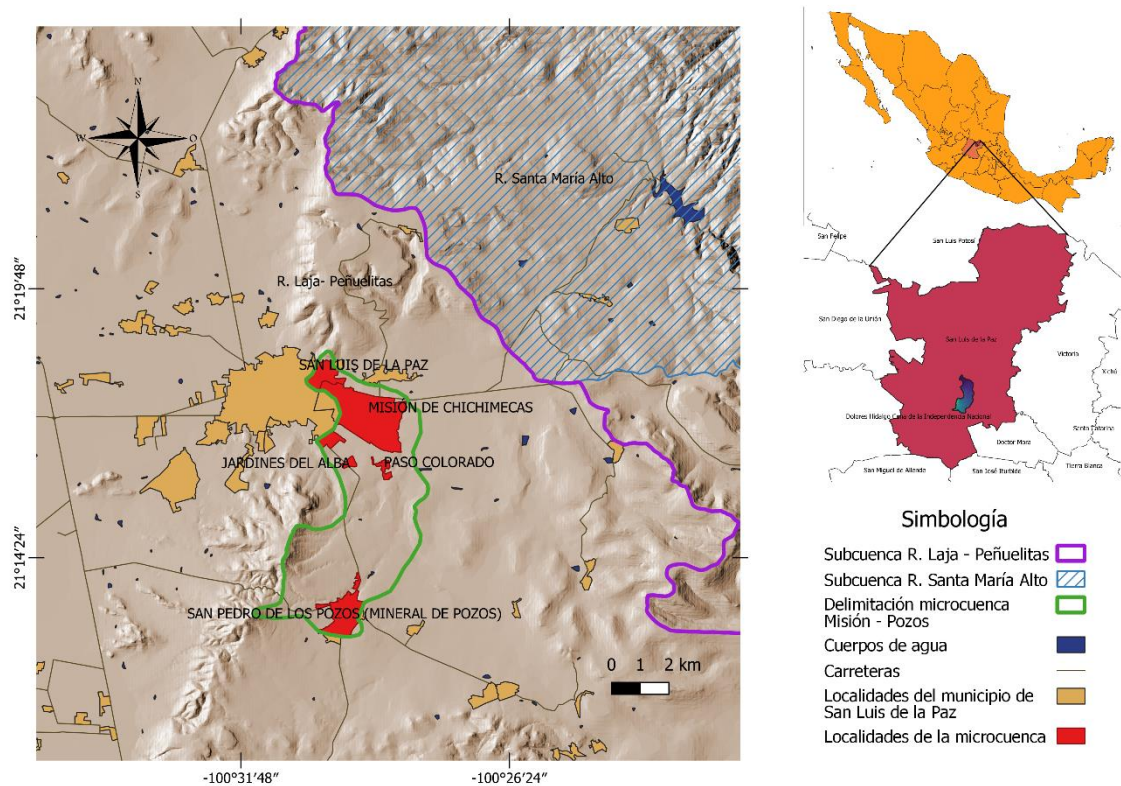 N
W
O
S
R. Santa María Alto
R. Laja- Peñuelitas
SAN LUIS DE LA PAZ
MISIÓN DE CHICHIMECAS
JARDINES DEL ALBA
PASO COLORADO
SAN PEDRO DE LOS POZOS (MINERAL DE POZOS)
0 1 2 km
21°19′48″
21°14′24″
-100°31′48″
-100°26′24″
San Felipe
San Luis Potosí
San Diego de la Unión
San Luis de la Paz
Victoria
Xichú
Dolores Hidalgo Cuna de la Independencia Nacional
Santa Catarina
Doctor Mora
Tierra Blanca
San Miguel de Allende
San José Iturbide
Simbología
Subcuenca R. Laja - Peñuelitas
Subcuenca R. Santa María Alto
Delimitación microcuenca
Misión - Pozos
Cuerpos de agua
Carreteras
Localidades del municipio de
San Luis de la Paz
Localidades de la microcuenca